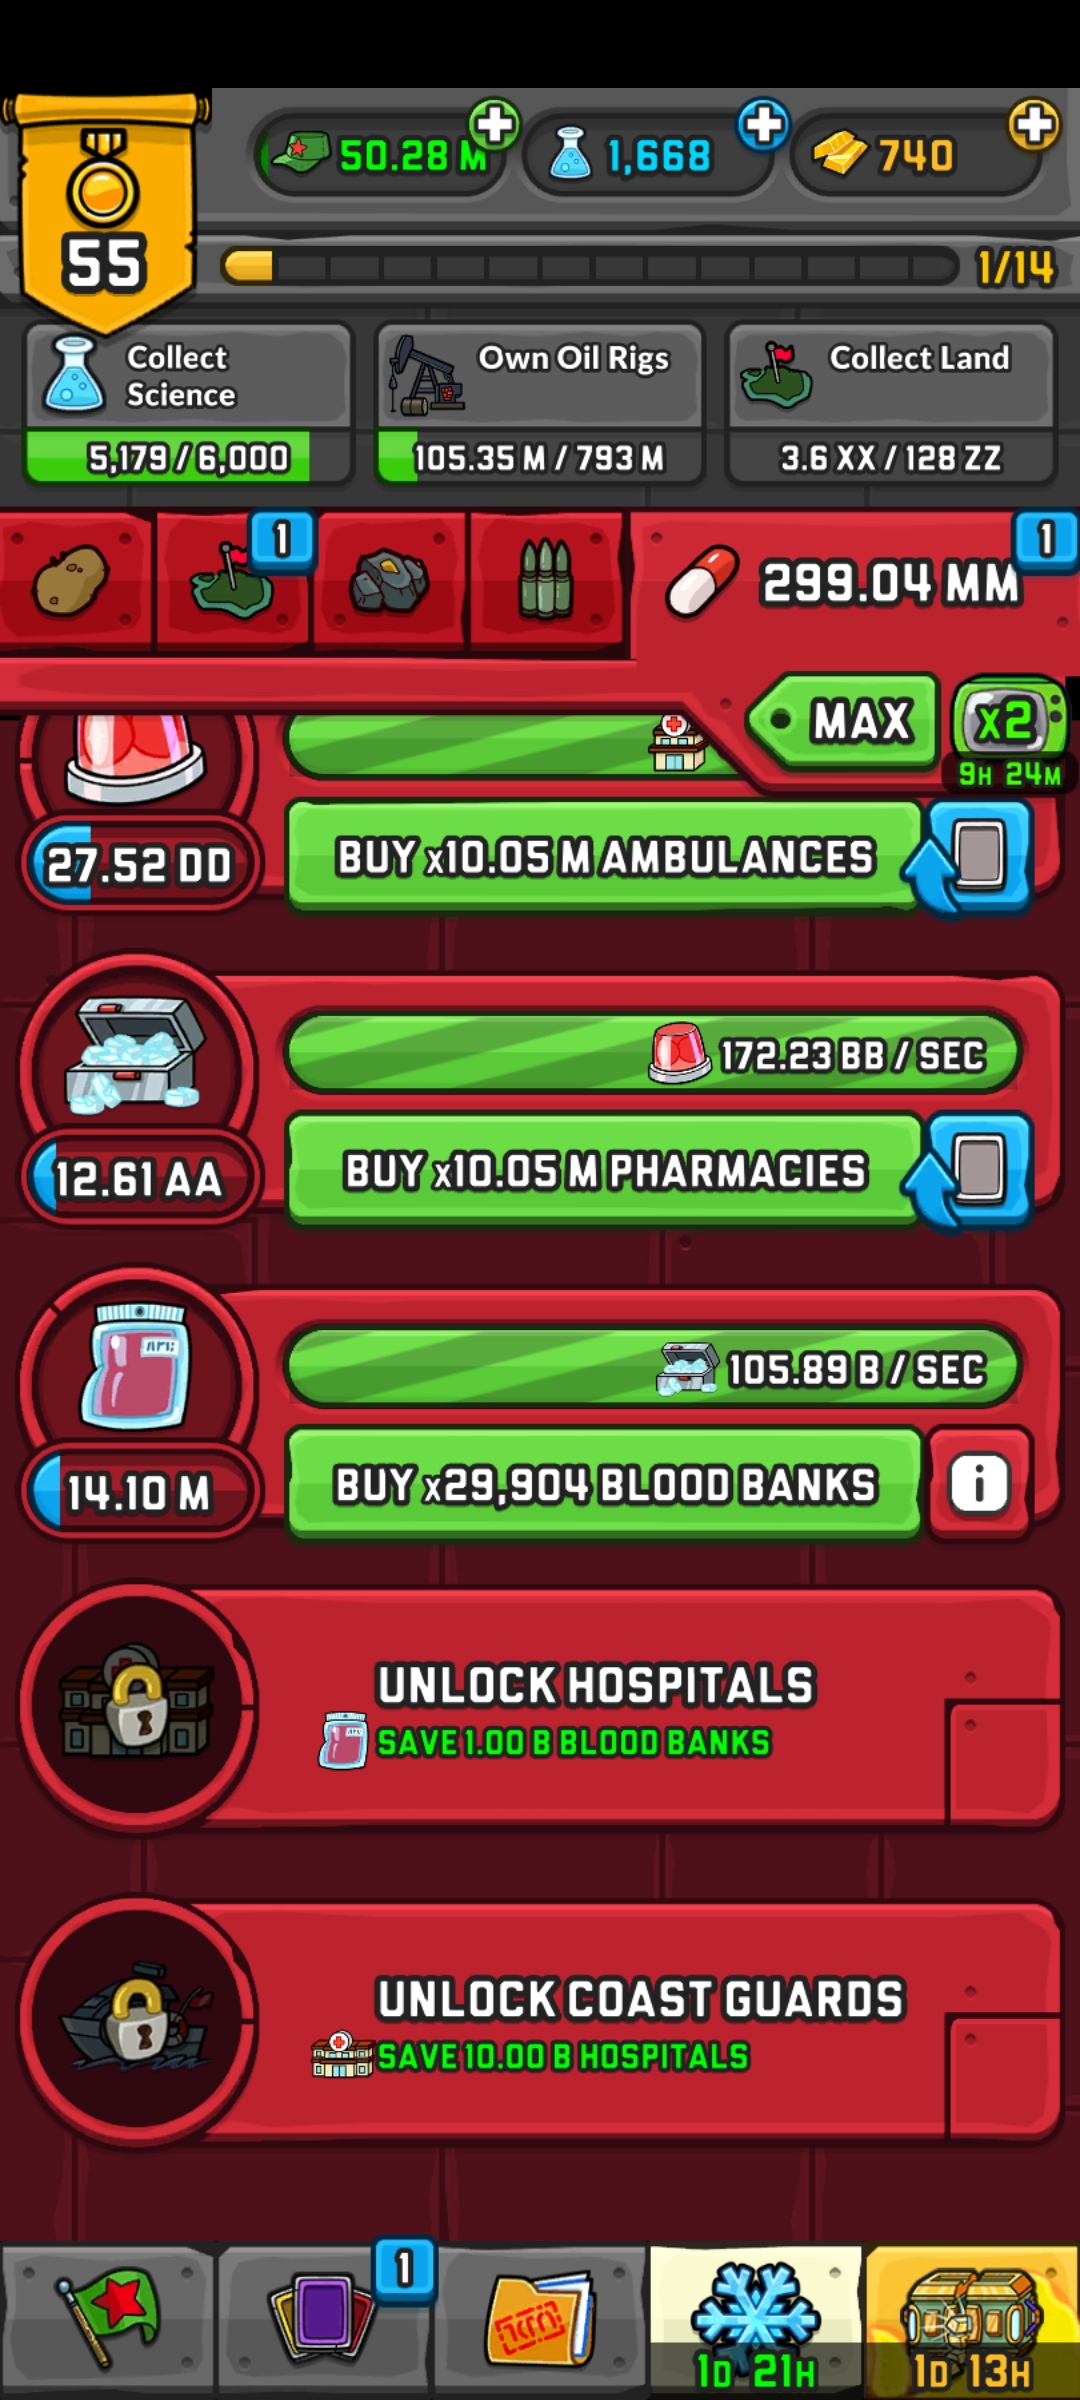 50.28 M
1,668
740
55
1/14
Collect
Science
Own Oil Rigs
Collect Land
5,179 / 6,000
105.35 M / 793 M
3.6 XX / 128 ZZ
1
1
299.04 MM
MAX
x2
9H 24M
27.52 DD
BUY x10.05 M AMBULANCES
172.23 BB / SEC
12.61 AA
BUY x10.05 M PHARMACIES
105.89 B / SEC
14.10 M
BUY x29,904 BLOOD BANKS
i
UNLOCK HOSPITALS
SAVE 1.00 B BLOOD BANKS
UNLOCK COAST GUARDS
SAVE 10.00 B HOSPITALS
1
1D 21H
1D 13H